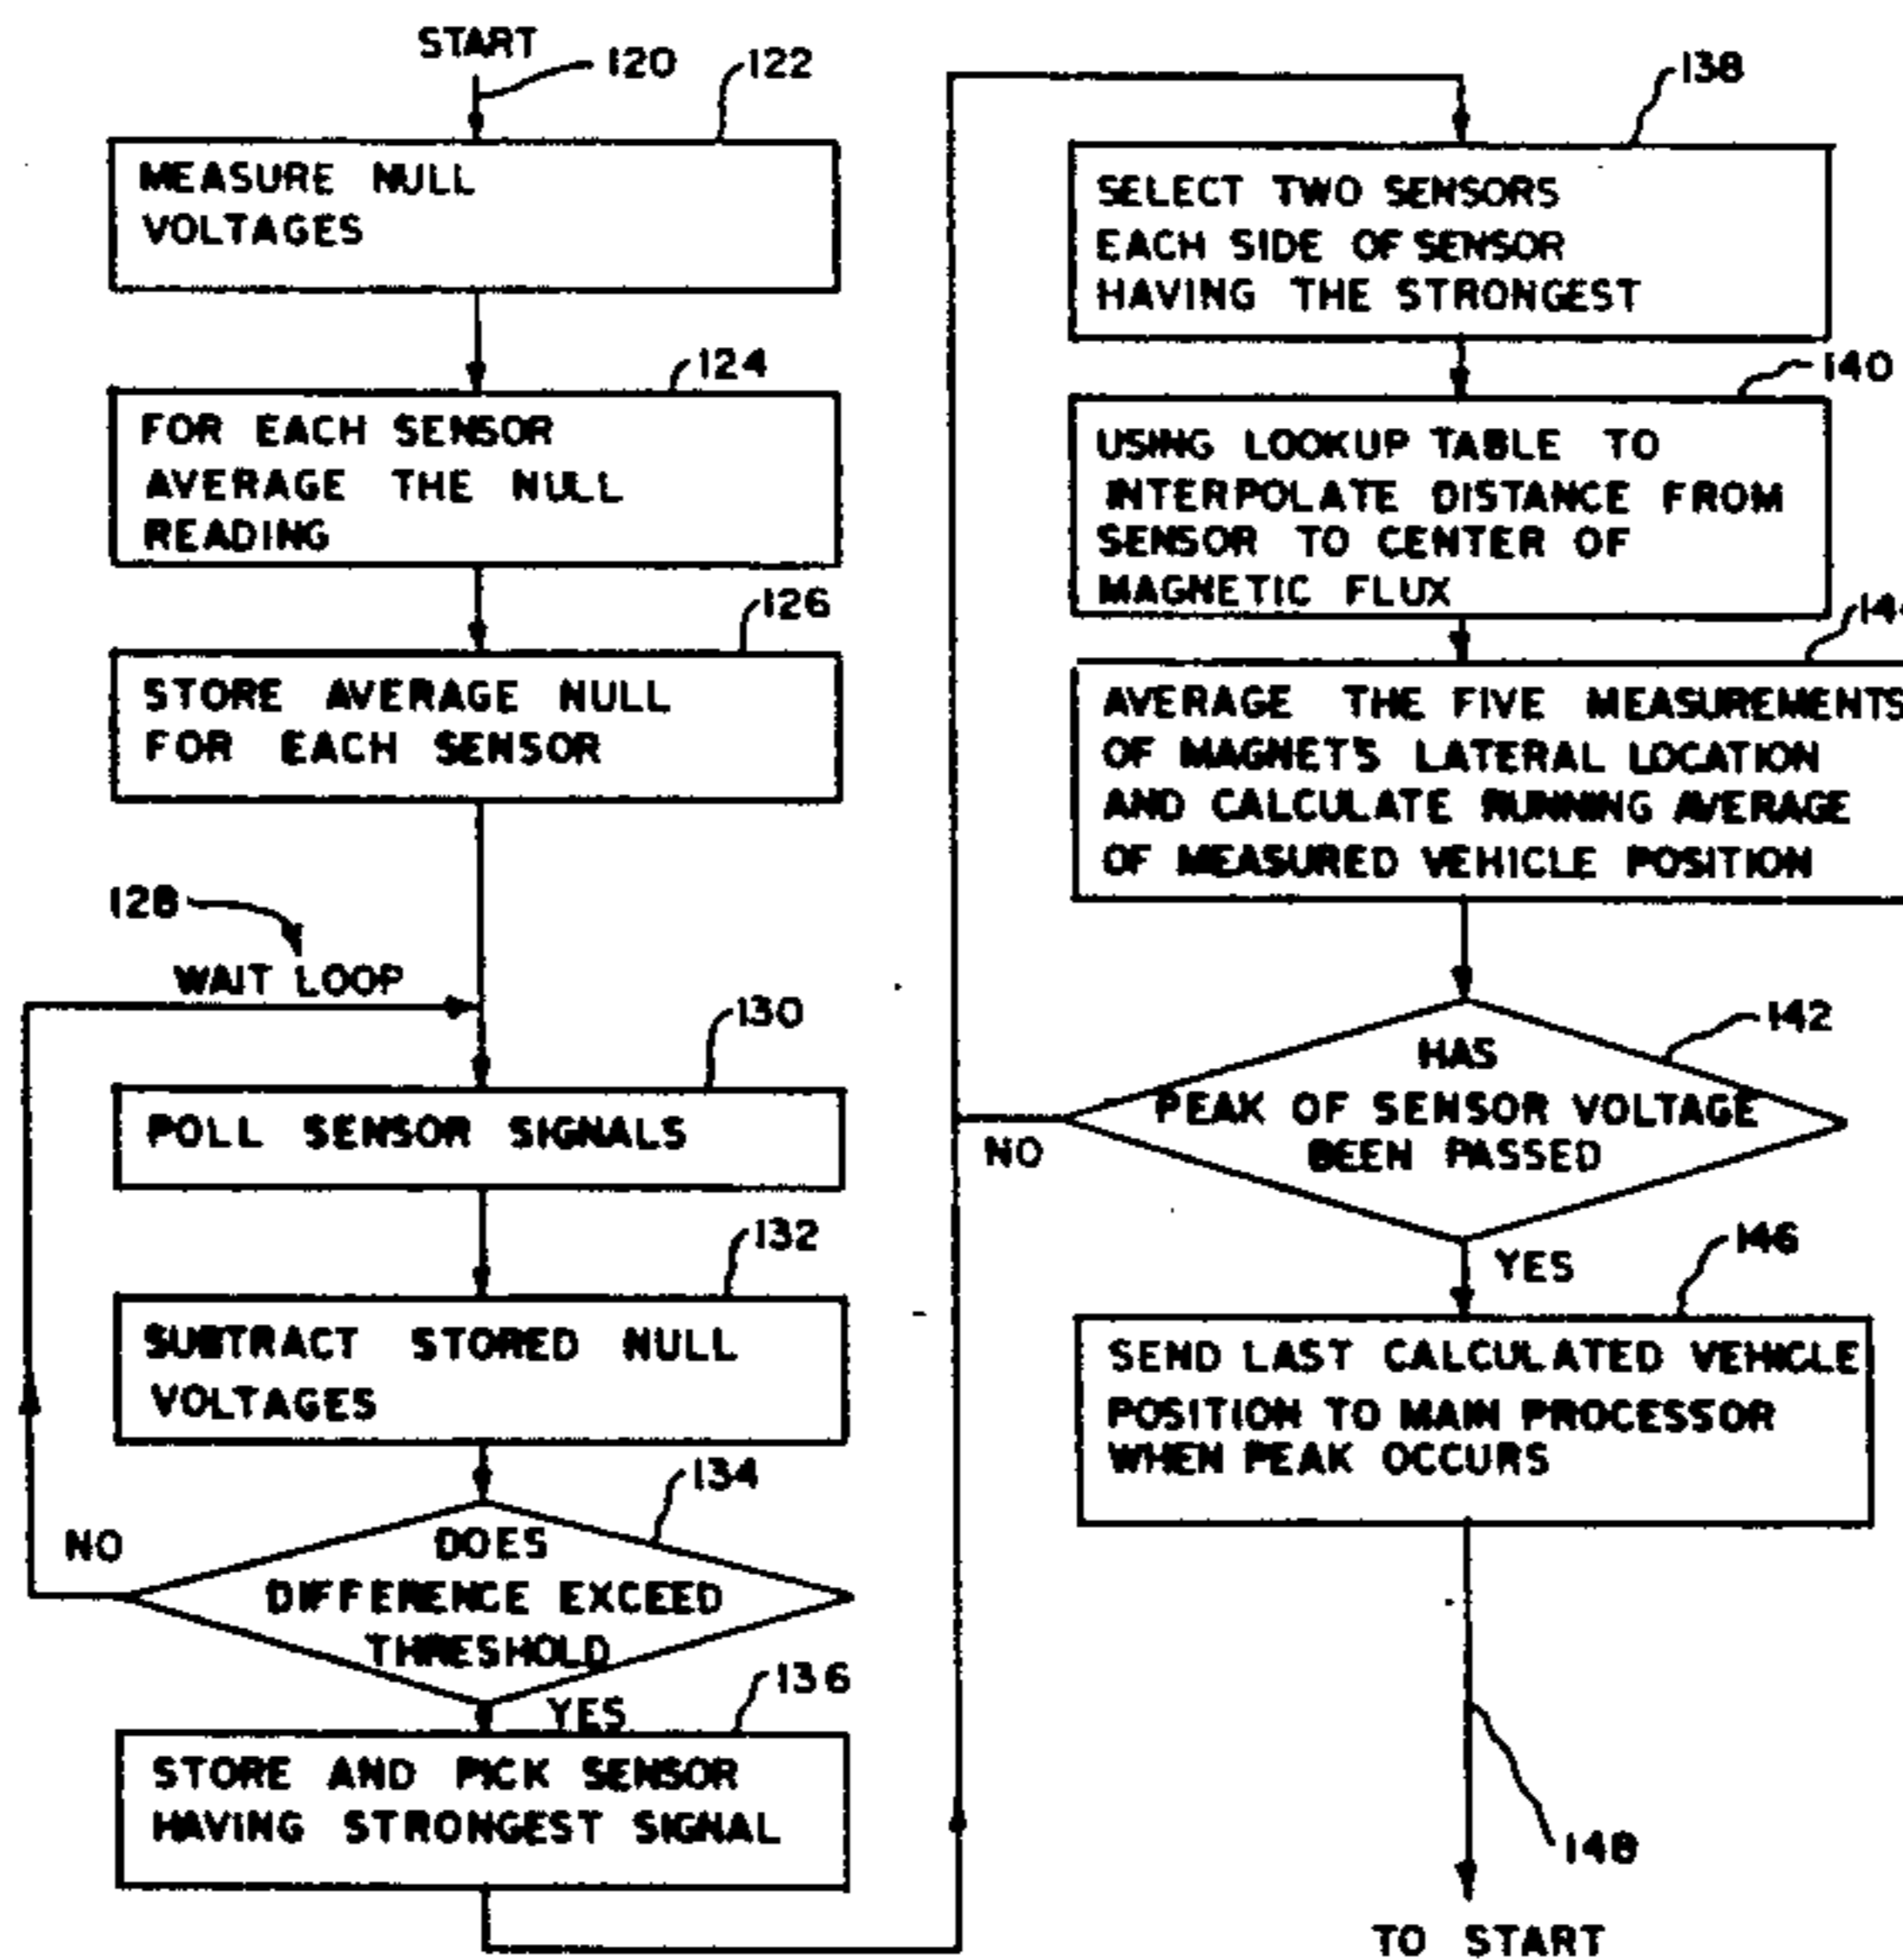 START
120
122
MEASURE NULL
VOLTAGES
124
FOR EACH SENSOR
AVERAGE THE NULL
READING
126
STORE AVERAGE NULL
FOR EACH SENSOR
128
WAIT LOOP
130
POLL SENSOR SIGNALS
132
SUBTRACT STORED NULL
VOLTAGES
134
NO
DOES
DIFFERENCE EXCEED
THRESHOLD
YES
136
STORE AND PICK SENSOR
HAVING STRONGEST SIGNAL
138
SELECT TWO SENSORS
EACH SIDE OF SENSOR
HAVING THE STRONGEST
140
USING LOOKUP TABLE TO
INTERPOLATE DISTANCE FROM
SENSOR TO CENTER OF
MAGNETIC FLUX
AVERAGE THE FIVE MEASUREMENTS
OF MAGNET'S LATERAL LOCATION
AND CALCULATE RUNNING AVERAGE
OF MEASURED VEHICLE POSITION
142
HAS
PEAK OF SENSOR VOLTAGE
BEEN PASSED
NO
YES
146
SEND LAST CALCULATED VEHICLE
POSITION TO MAIN PROCESSOR
WHEN PEAK OCCURS
148
TO START